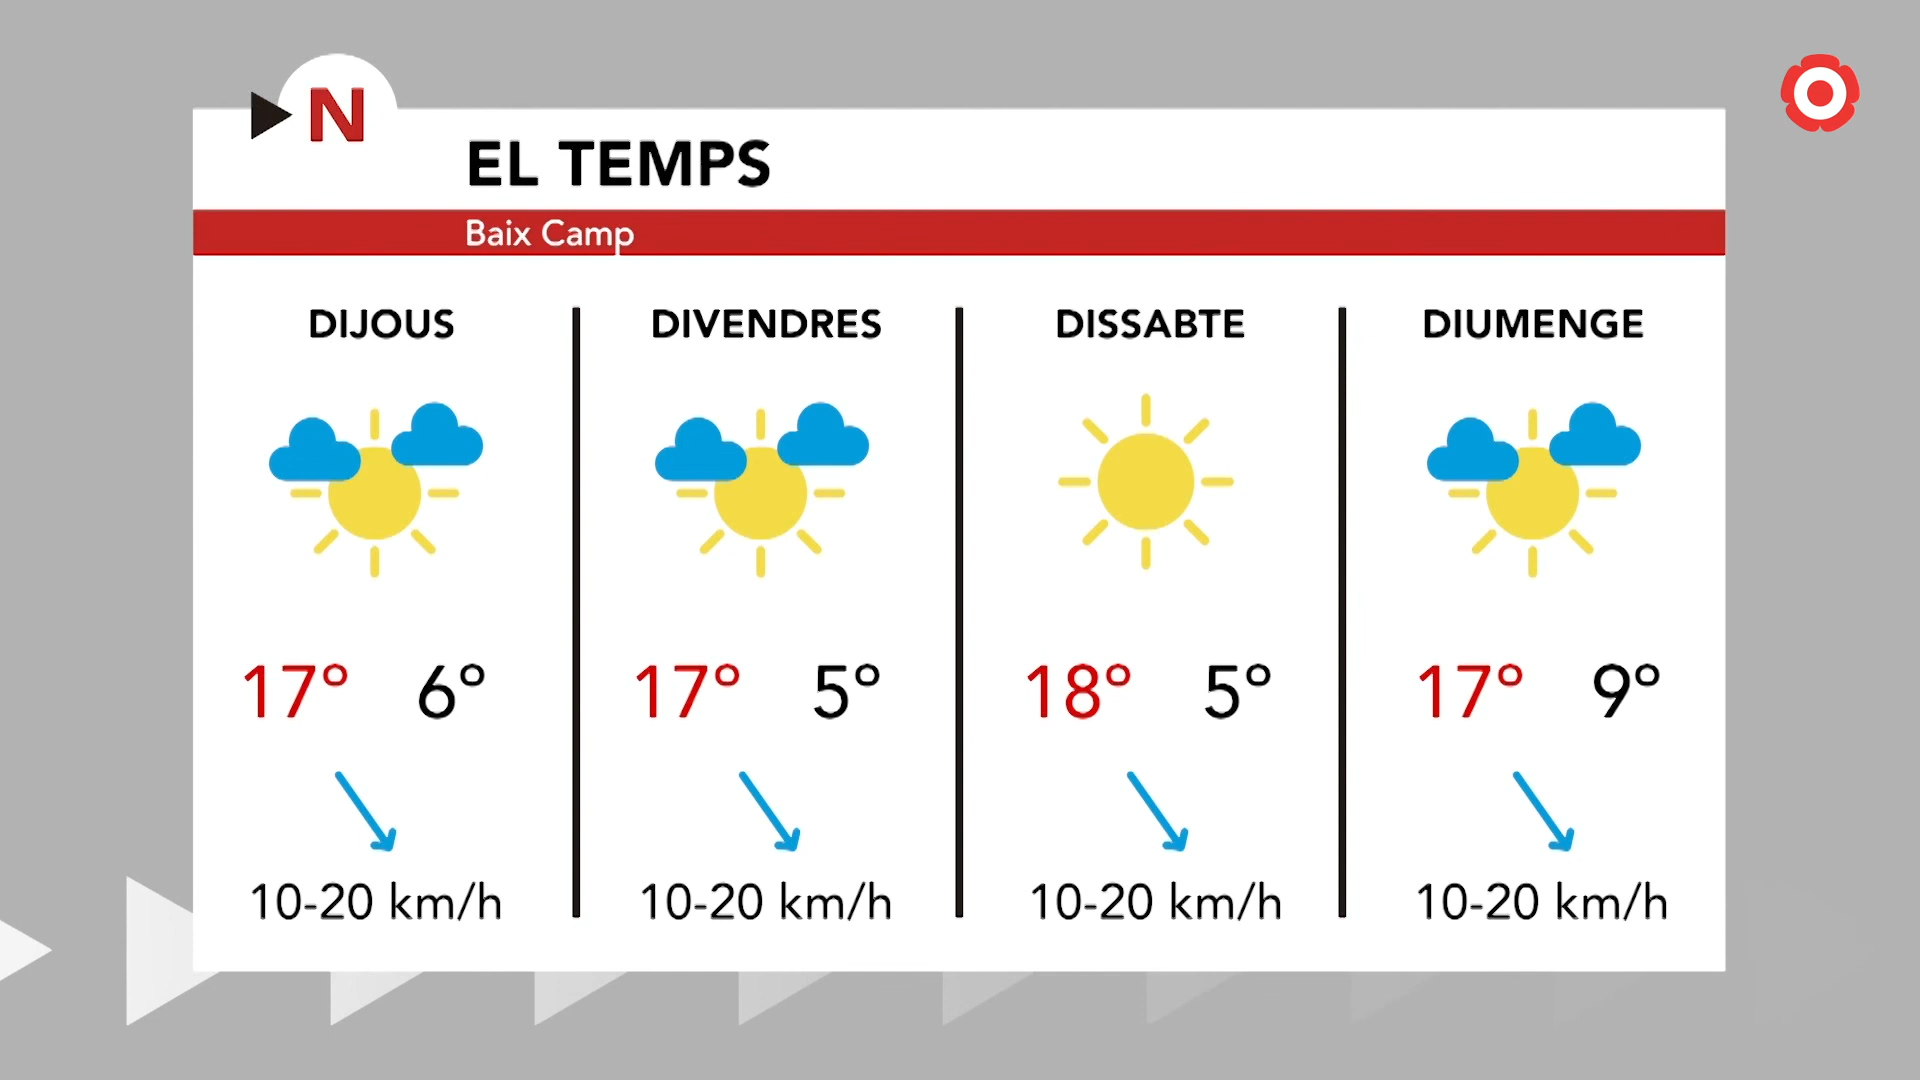 N
EL TEMPS
Baix Camp
DIJOUS
17° 6°
10-20 km/h
DIVENDRES
17° 5°
10-20 km/h
DISSABTE
18° 5°
10-20 km/h
DIUMENGE
17° 9°
10-20 km/h